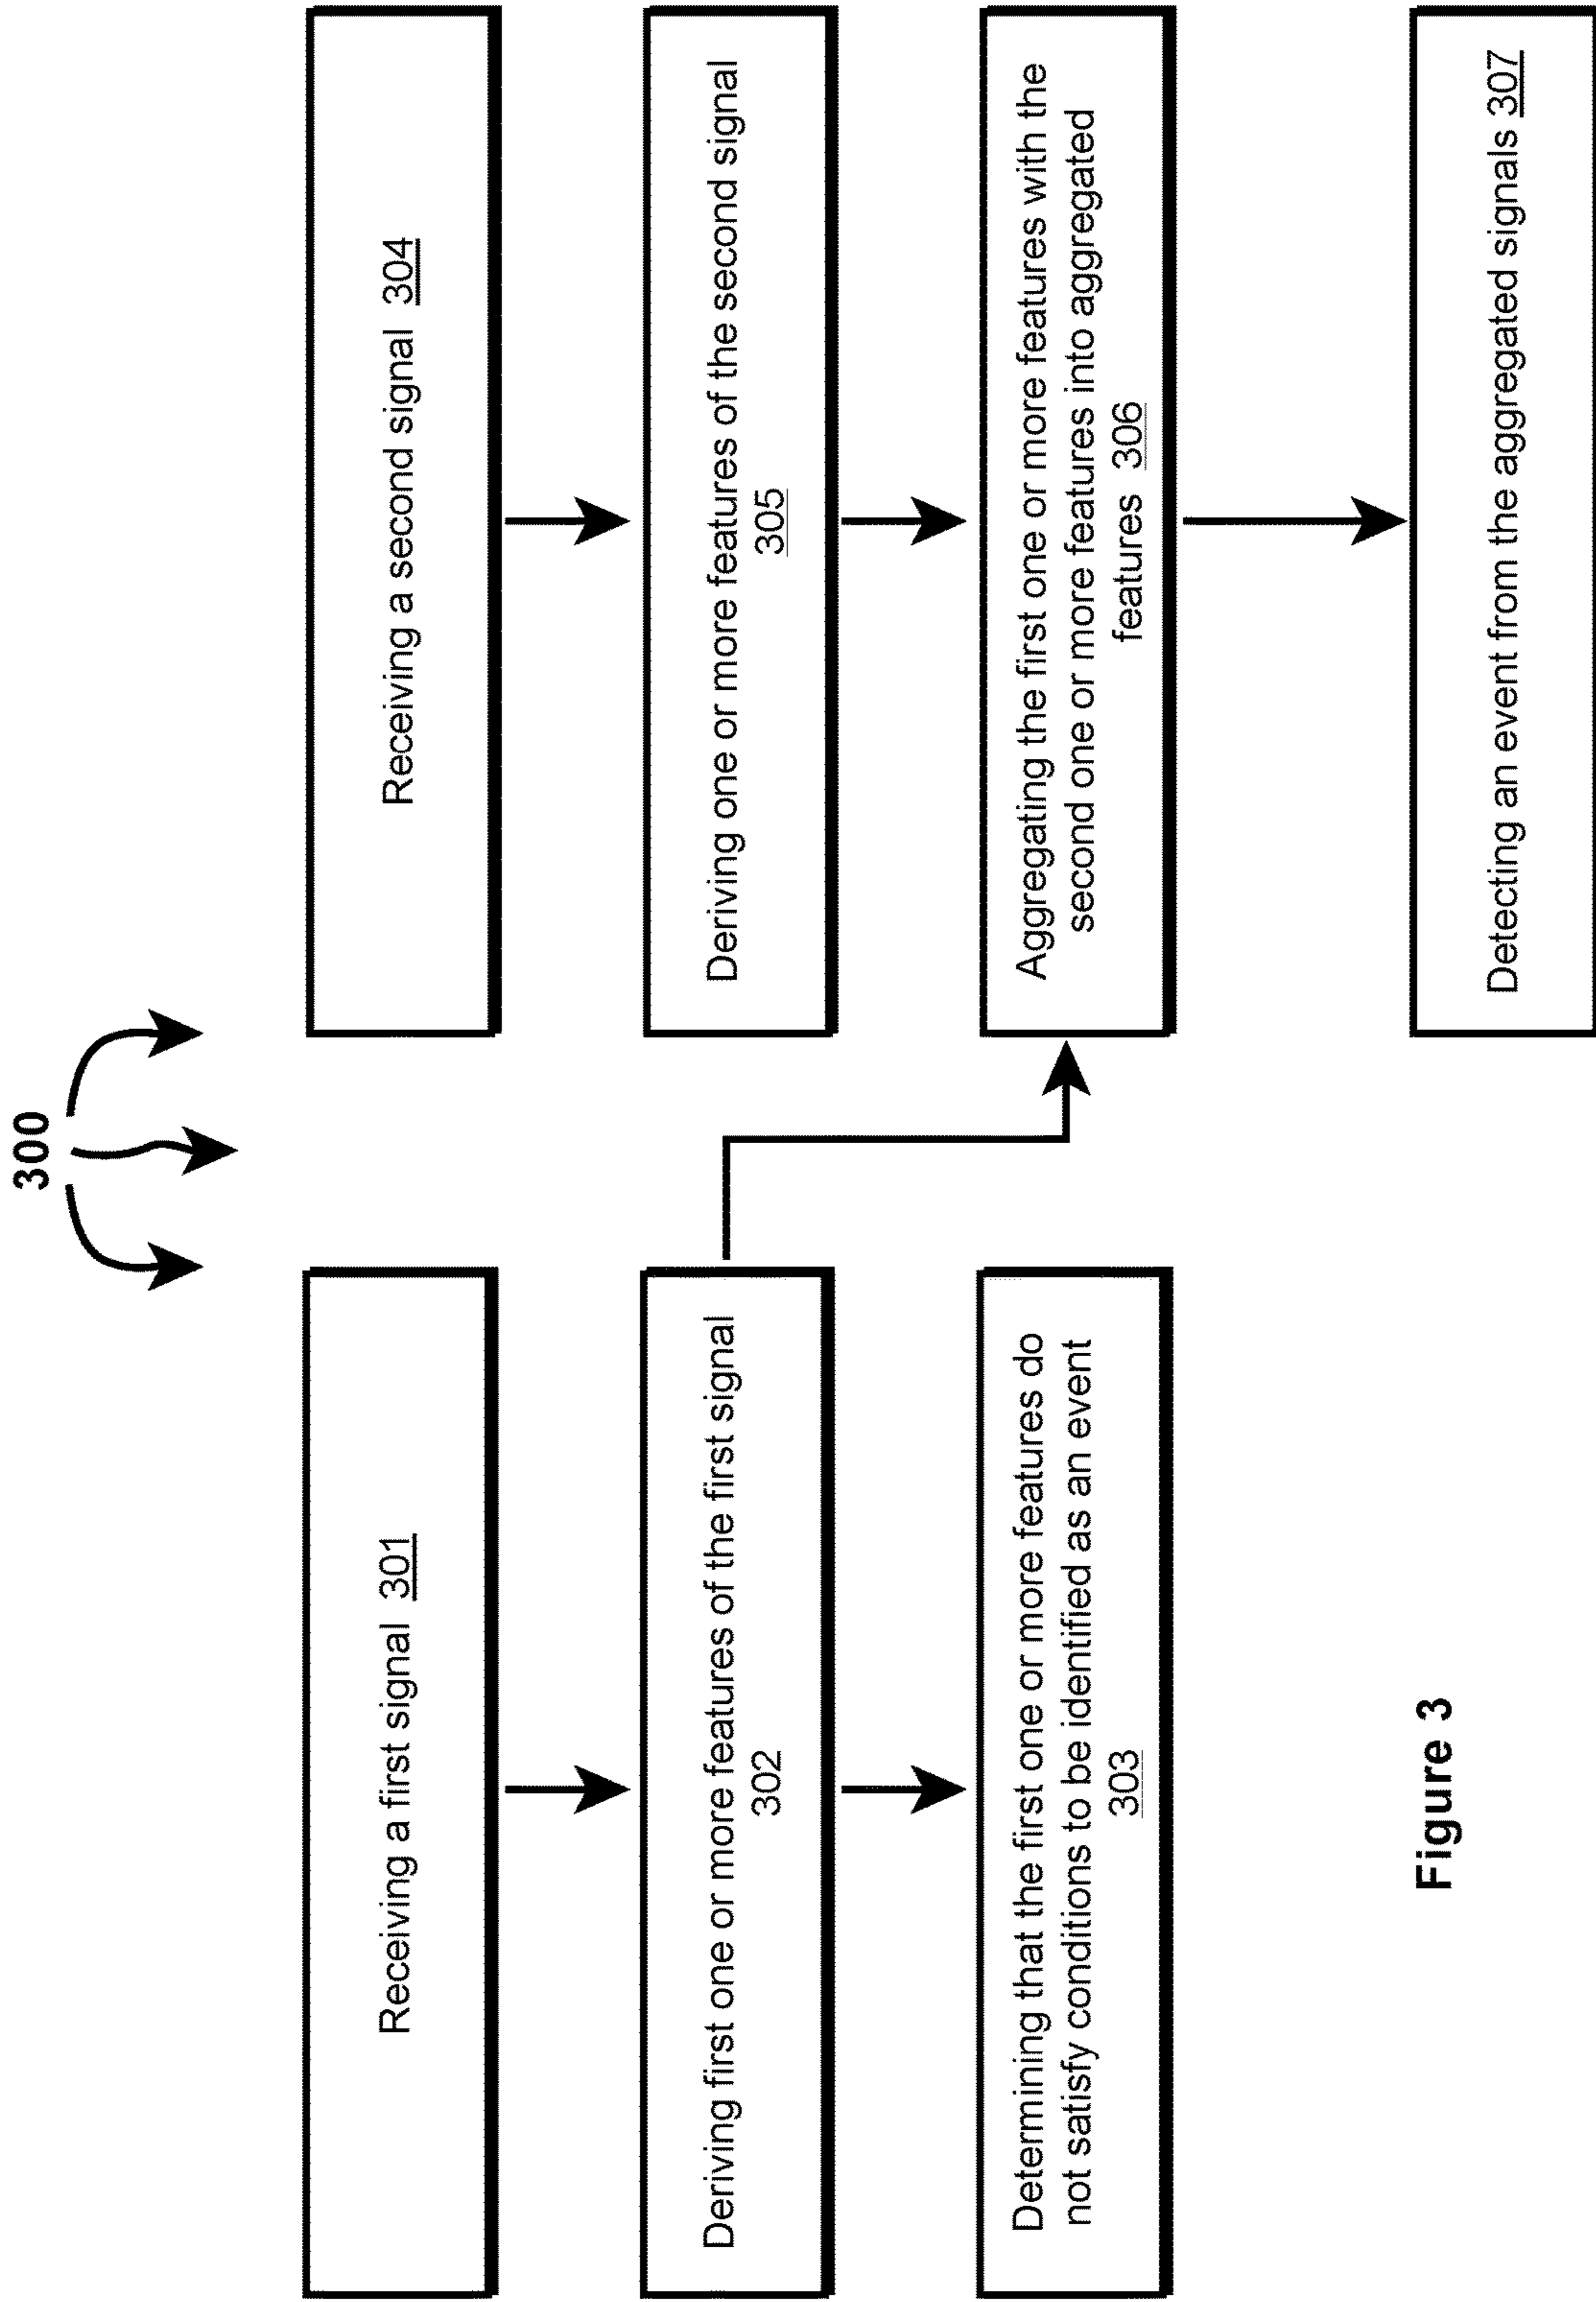 300
Receiving a first signal 301
Deriving first one or more features of the first signal
302
Determining that the first one or more features do
not satisfy conditions to be identified as an event
303
Receiving a second signal 304
Deriving one or more features of the second signal
305
Aggregating the first one or more features with the
second one or more features into aggregated
features 306
Detecting an event from the aggregated signals 307
Figure 3